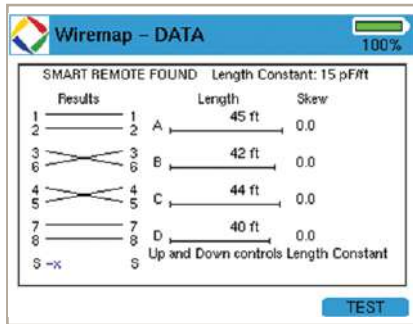 Wiremap – DATA
100%
SMART REMOTE FOUND Length Constant: 15 pF/ft
Results Length Skew
1 1 A 45 ft 0.0
2 2
3 3 B 42 ft 0.0
6 6
4 4 C 44 ft 0.0
5 5
7 7 D 40 ft 0.0
8 8
Up and Down controls Length Constant
S -x S
TEST